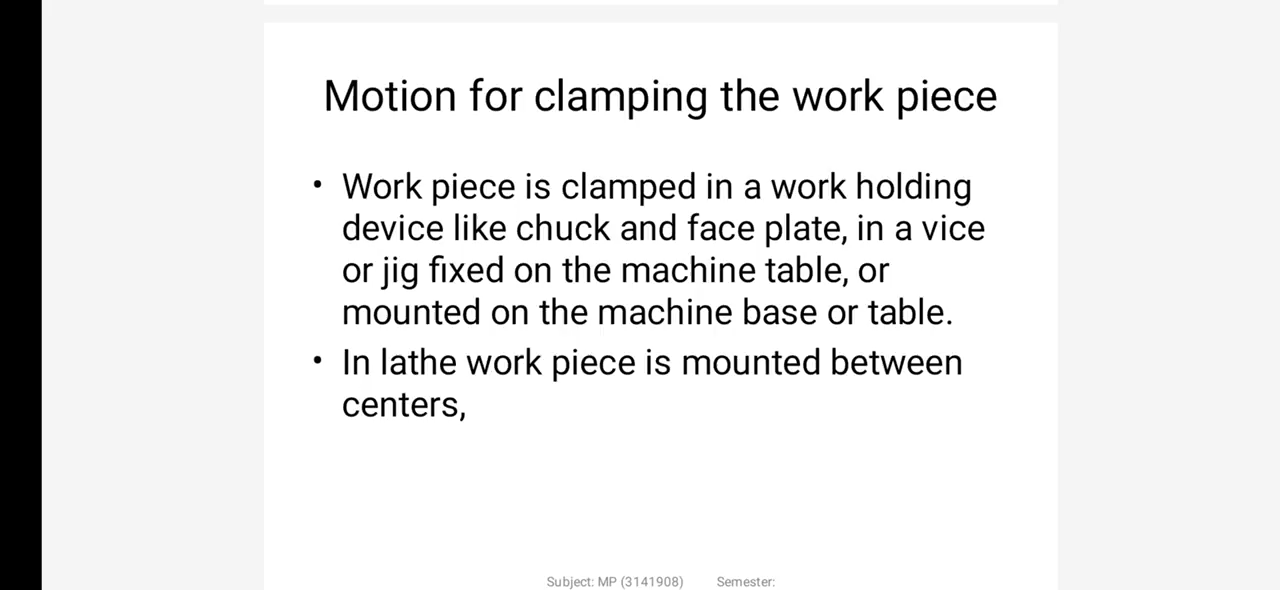 Motion for clamping the work piece
• Work piece is clamped in a work holding
device like chuck and face plate, in a vice
or jig fixed on the machine table, or
mounted on the machine base or table.
• In lathe work piece is mounted between
centers,
Subject: MP (3141908) Semester: